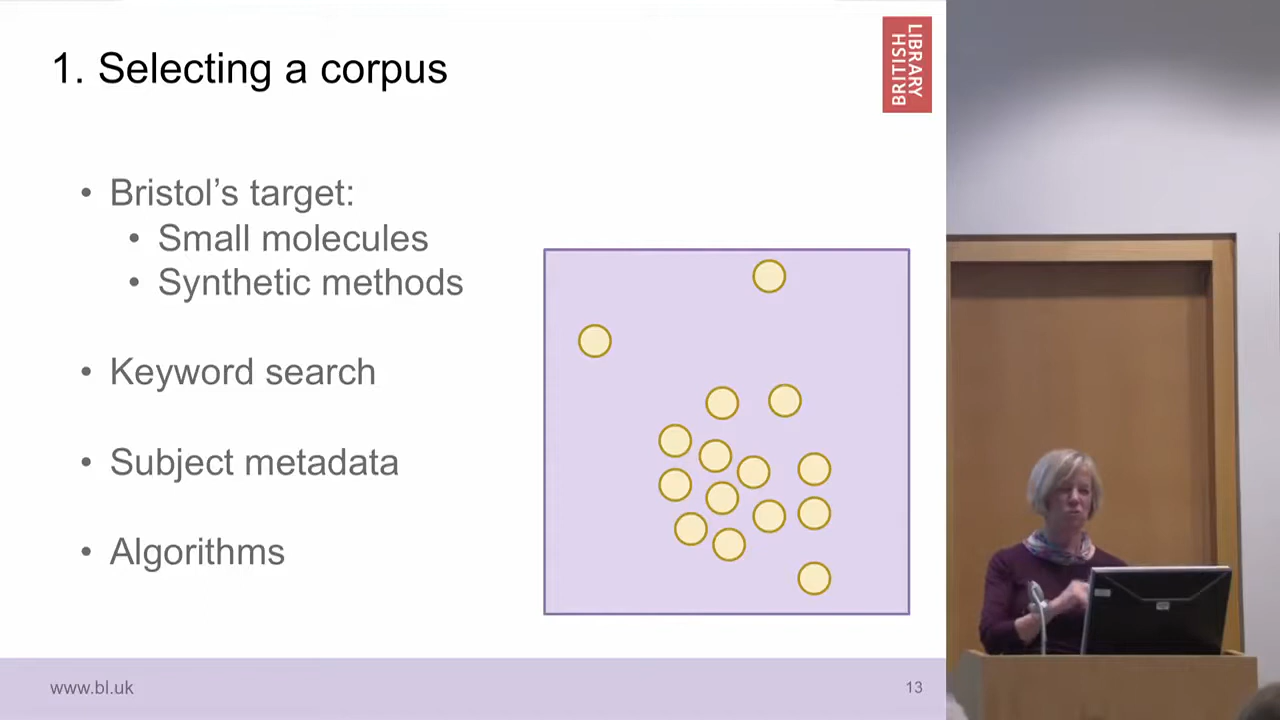 1. Selecting a corpus
BRITISH
LIBRARY
• Bristol’s target:
• Small molecules
• Synthetic methods
• Keyword search
• Subject metadata
• Algorithms
www.bl.uk
13